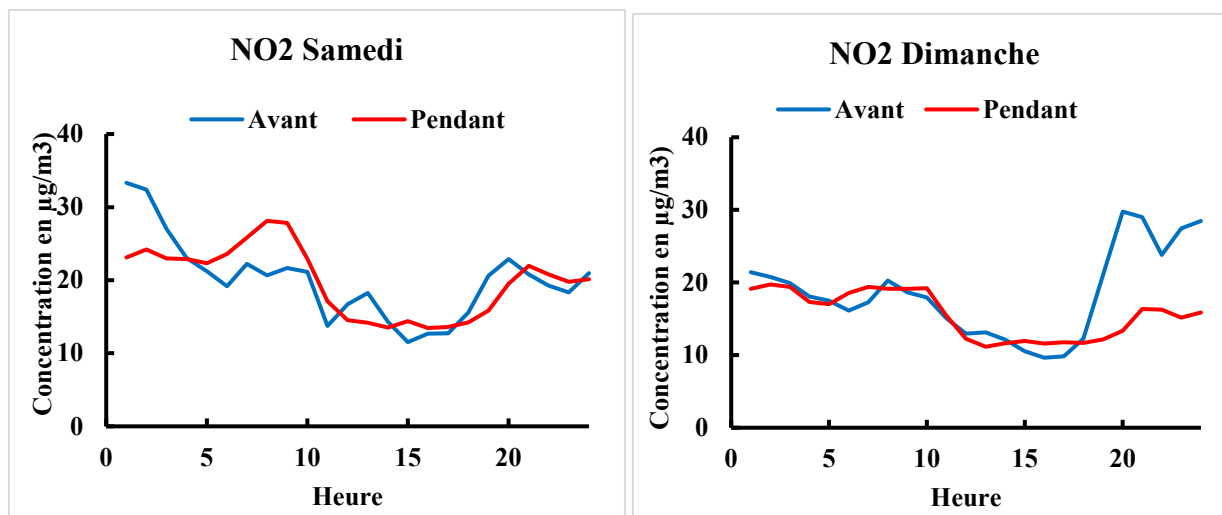 NO2 Samedi
Avant Pendant
Concentration en µg/m3)
40
30
20
10
0
0 5 10 15 20
Heure
NO2 Dimanche
Avant Pendant
Concentration en µg/m3)
40
30
20
10
0
0 5 10 15 20
Heure